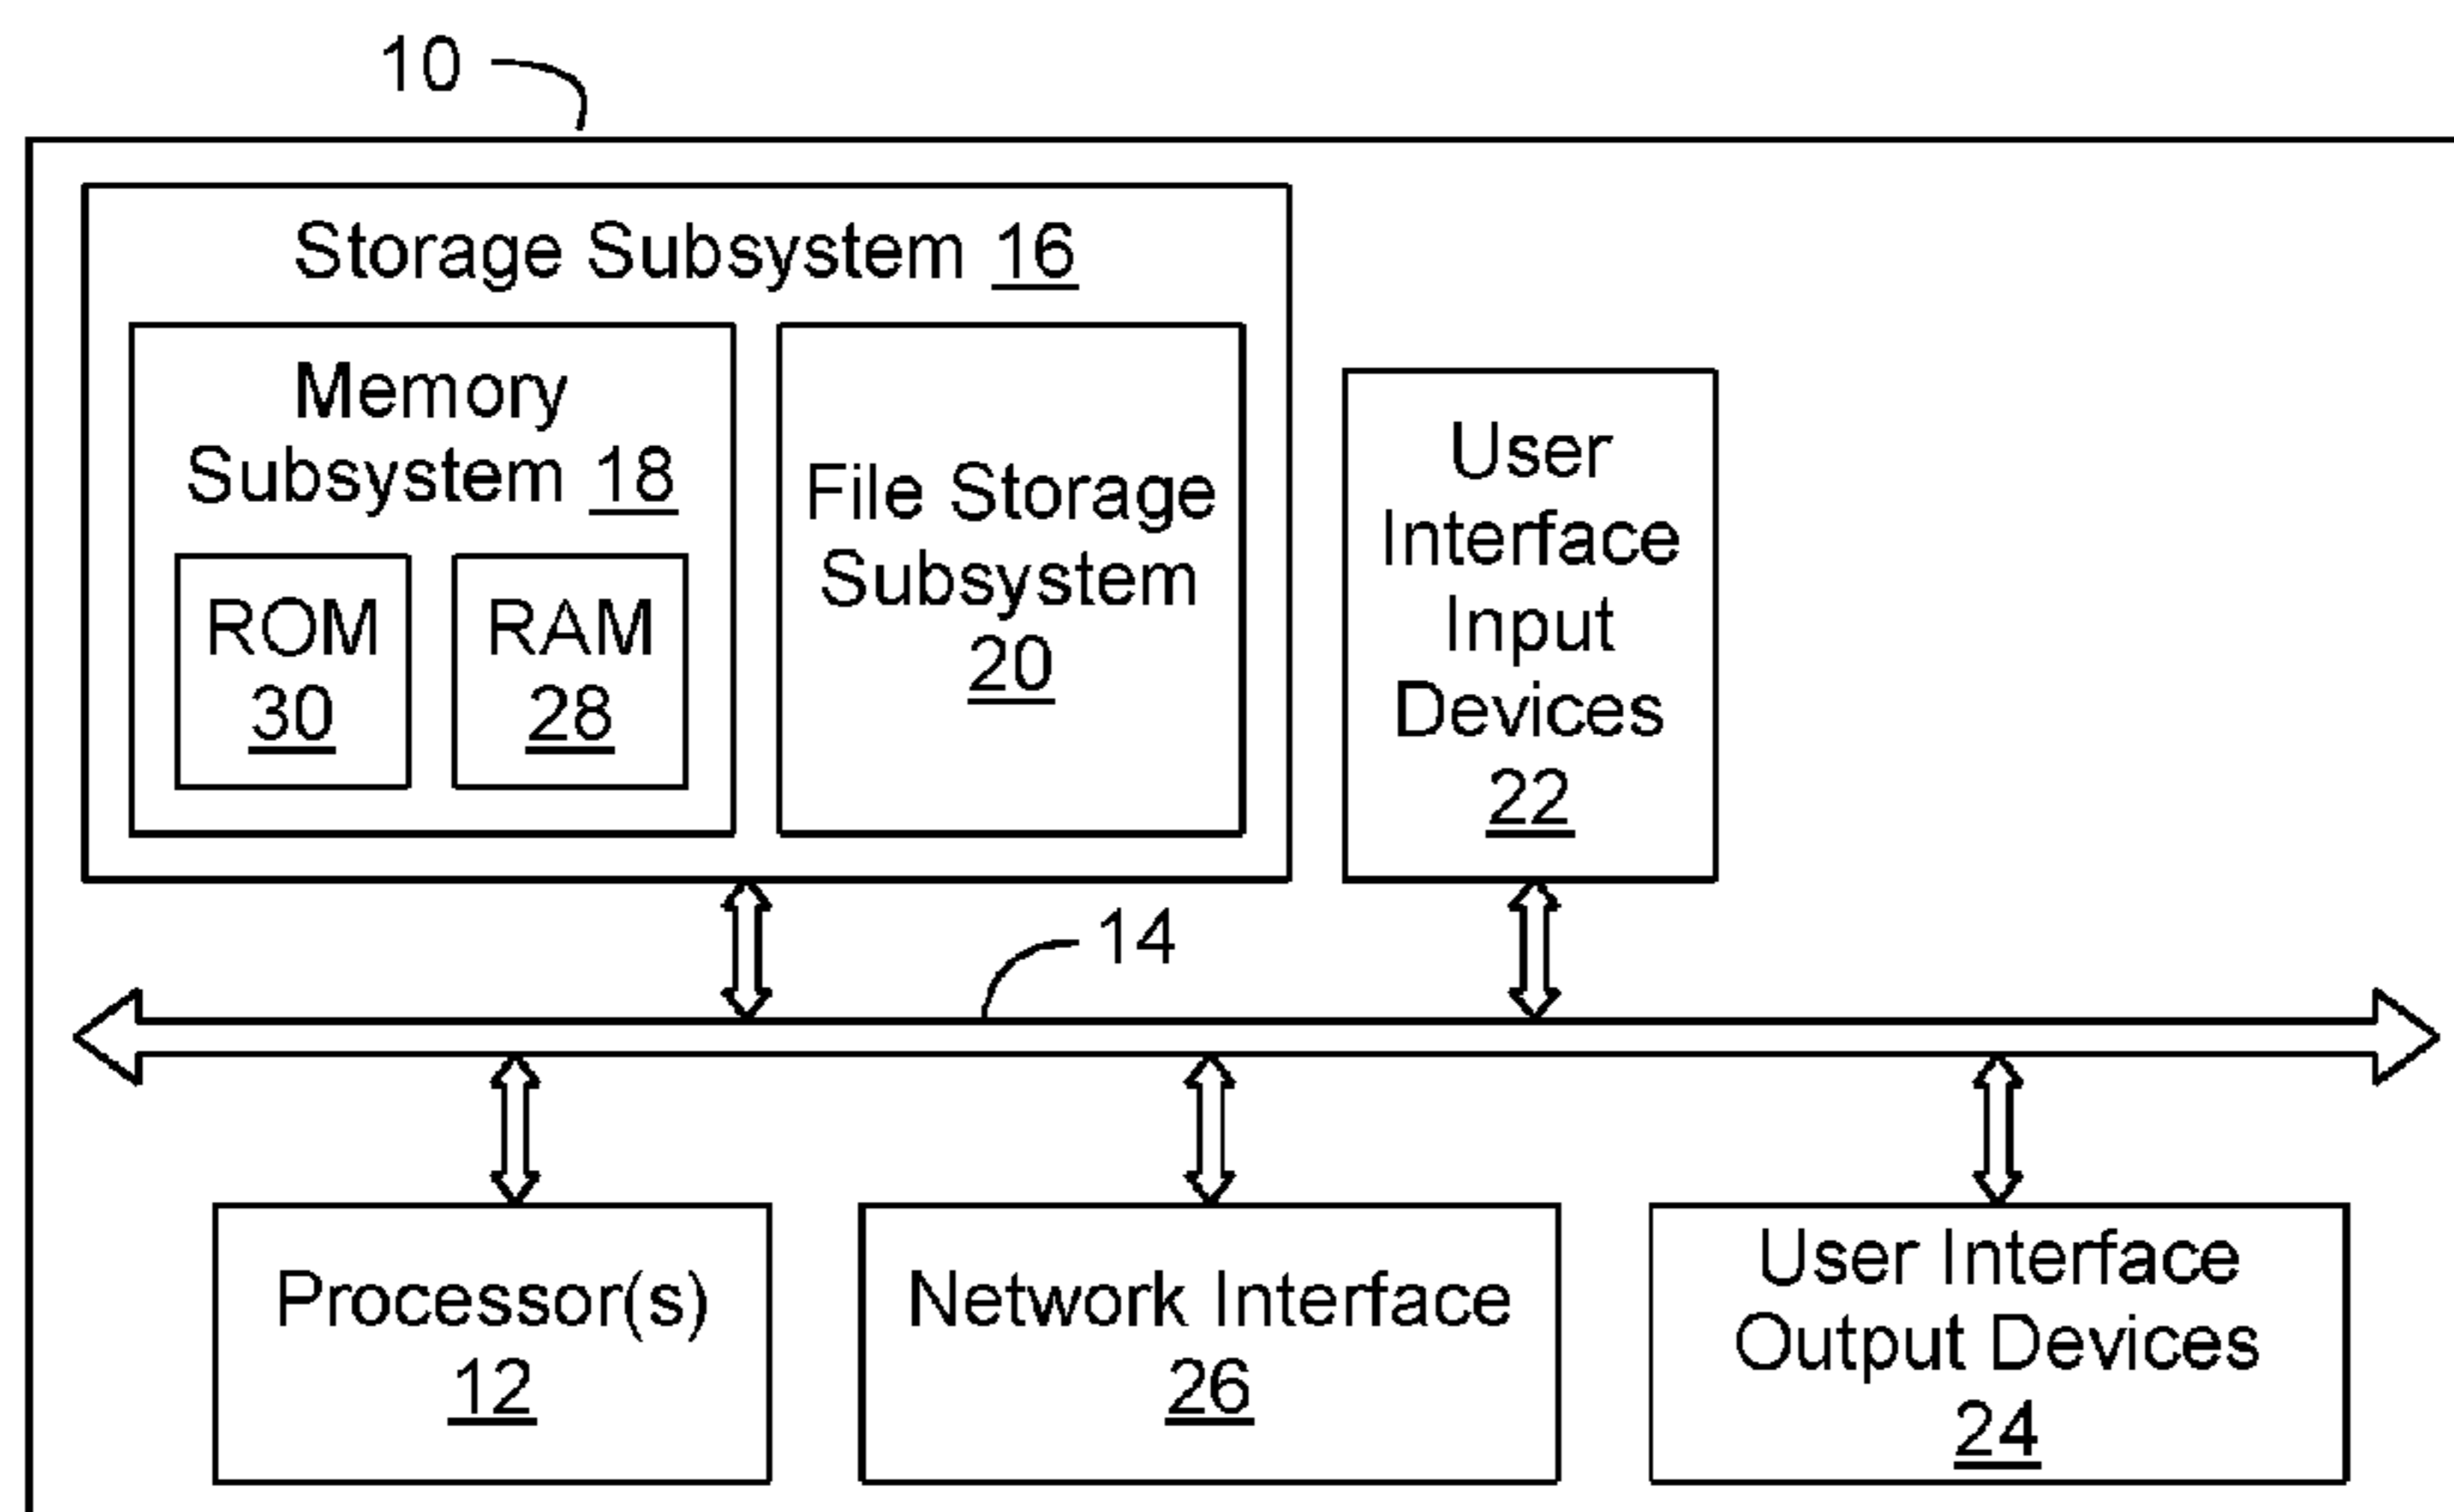 10
Storage Subsystem 16
Memory
Subsystem 18
ROM
30
RAM
28
File Storage
Subsystem
20
User
Interface
Input
Devices
22
14
Processor(s)
12
Network Interface
26
User Interface
Output Devices
24